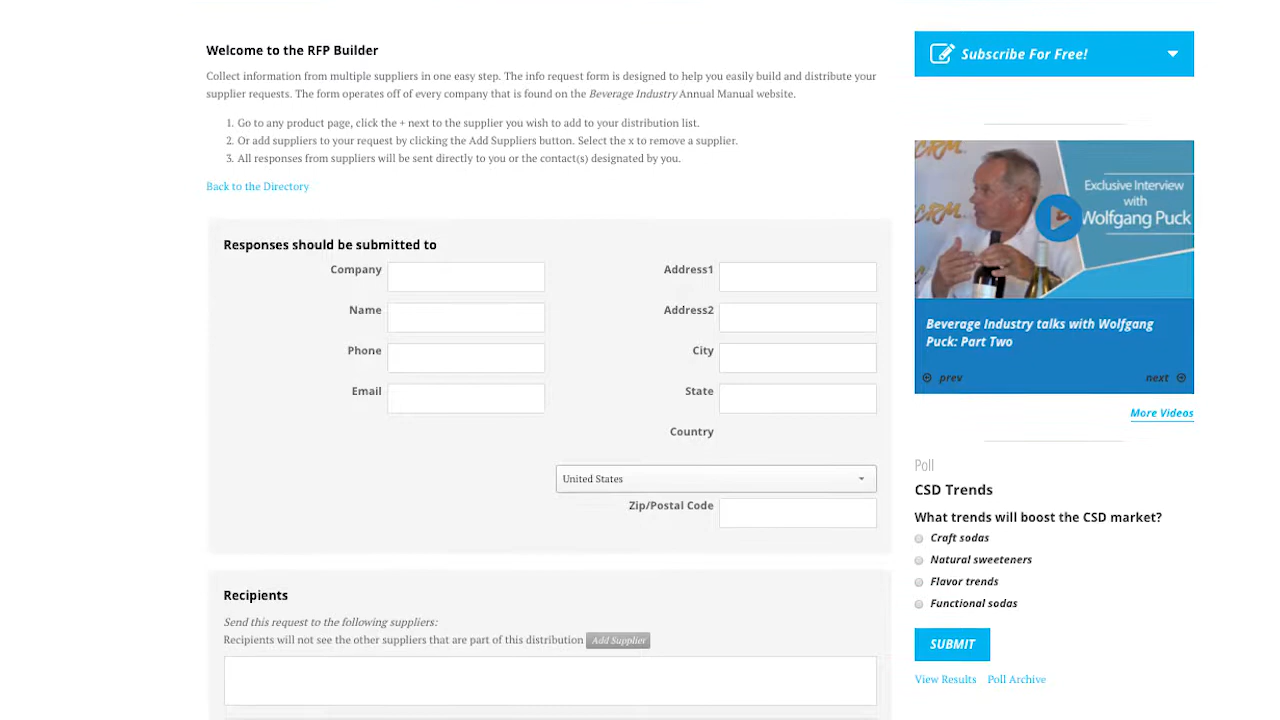 Welcome to the RFP Builder
Collect information from multiple suppliers in one easy step. The info request form is designed to help you easily build and distribute your
supplier requests. The form operates off of every company that is found on the Beverage Industry Annual Manual website.
1. Go to any product page, click the + next to the supplier you wish to add to your distribution list.
2. Or add suppliers to your request by clicking the Add Suppliers button. Select the x to remove a supplier.
3. All responses from suppliers will be sent directly to you or the contact(s) designated by you.
Back to the Directory
Responses should be submitted to
Company
Name
Phone
Email
Address1
Address2
City
State
Country
United States
Zip/Postal Code
Recipients
Send this request to the following suppliers:
Recipients will not see the other suppliers that are part of this distribution Add Supplier
Subscribe For Free!
CRM
CRM
Exclusive Interview
with
Wolfgang Puck
Beverage Industry talks with Wolfgang
Puck: Part Two
prev next
More Videos
Poll
CSD Trends
What trends will boost the CSD market?
Craft sodas
Natural sweeteners
Flavor trends
Functional sodas
SUBMIT
View Results Poll Archive